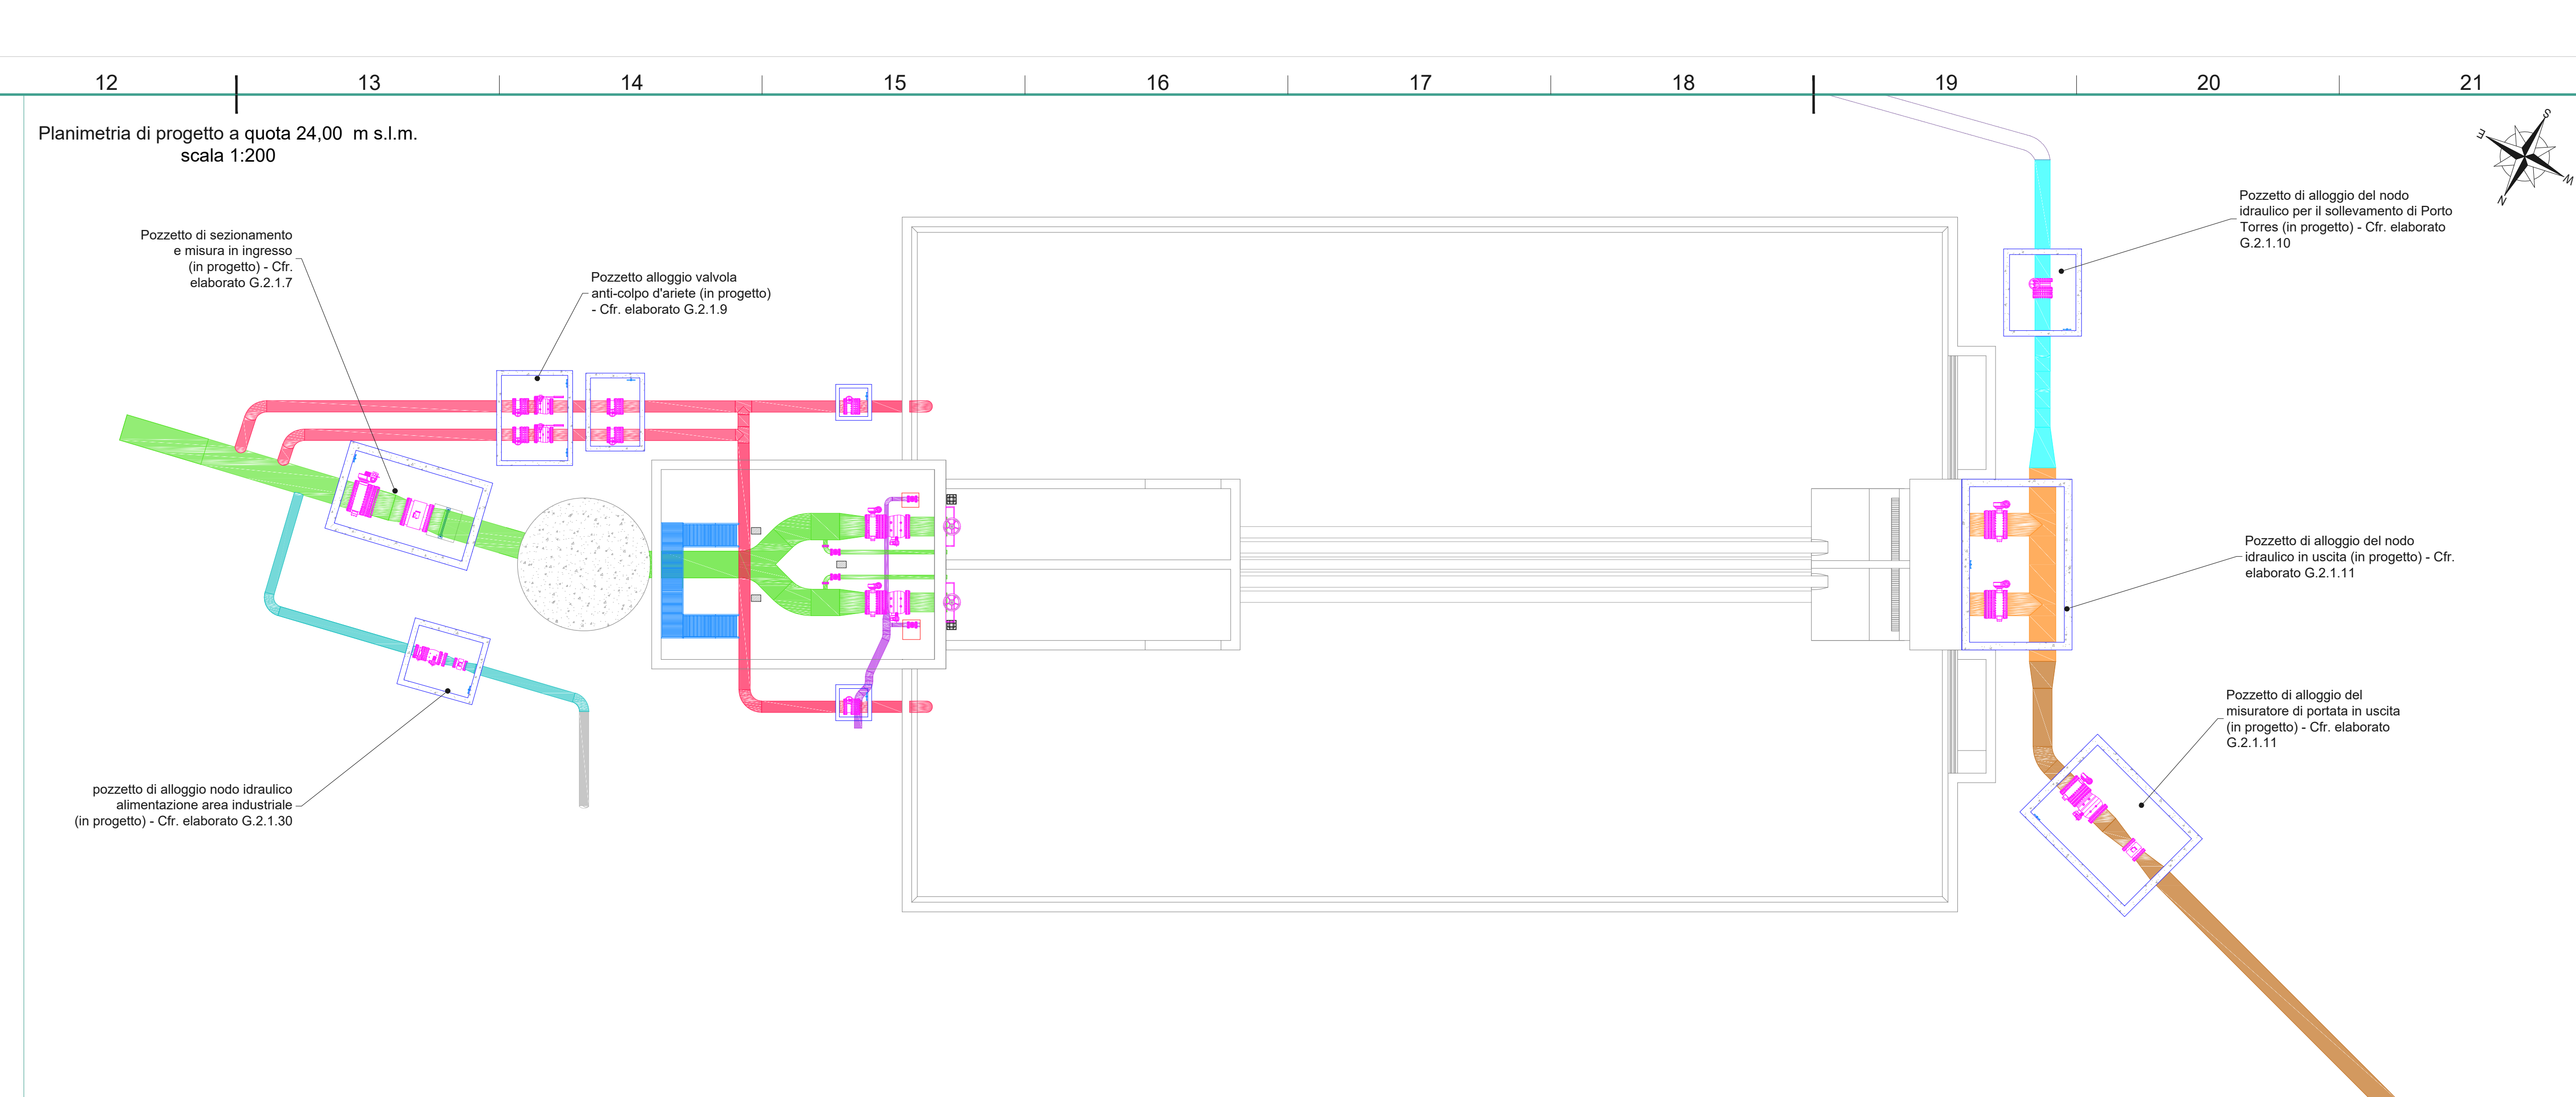 12 13 14 15 16 17 18 19 20 21
Planimetria di progetto a quota 24,00 m s.l.m.
scala 1:200
S
E
W
N
Pozzetto di sezionamento
e misura in ingresso
(in progetto) - Cfr.
elaborato G.2.1.7
Pozzetto alloggio valvola
anti-colpo d'ariete (in progetto)
- Cfr. elaborato G.2.1.9
Pozzetto di alloggio del nodo
idraulico per il sollevamento di Porto
Torres (in progetto) - Cfr. elaborato
G.2.1.10
Pozzetto di alloggio del nodo
idraulico in uscita (in progetto) - Cfr.
elaborato G.2.1.11
Pozzetto di alloggio del
misuratore di portata in uscita
(in progetto) - Cfr. elaborato
G.2.1.11
pozzetto di alloggio nodo idraulico
alimentazione area industriale
(in progetto) - Cfr. elaborato G.2.1.30